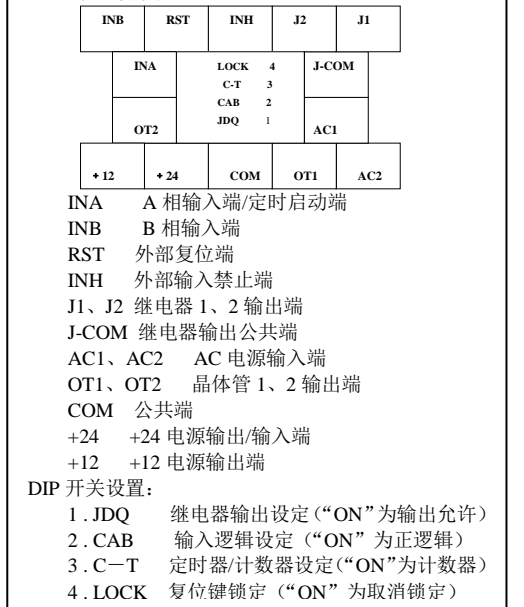 INB RST INH J2 J1
INA LOCK 4 J-COM
C-T 3
CAB 2
OT2 JDQ 1 AC1
+12 +24 COM OT1 AC2
INA A 相输入端/定时启动端
INB B 相输入端
RST 外部复位端
INH 外部输入禁止端
J1、J2 继电器 1、2 输出端
J-COM 继电器输出公共端
AC1、AC2 AC 电源输入端
OT1、OT2 晶体管 1、2 输出端
COM 公共端
+24 +24 电源输出/输入端
+12 +12 电源输出端
DIP 开关设置：
1 . JDQ 继电器输出设定（“ON”为输出允许）
2 . CAB 输入逻辑设定（“ON” 为正逻辑）
3 . C－T 定时器/计数器设定（“ON”为计数器）
4 . LOCK 复位键锁定（“ON” 为取消锁定）